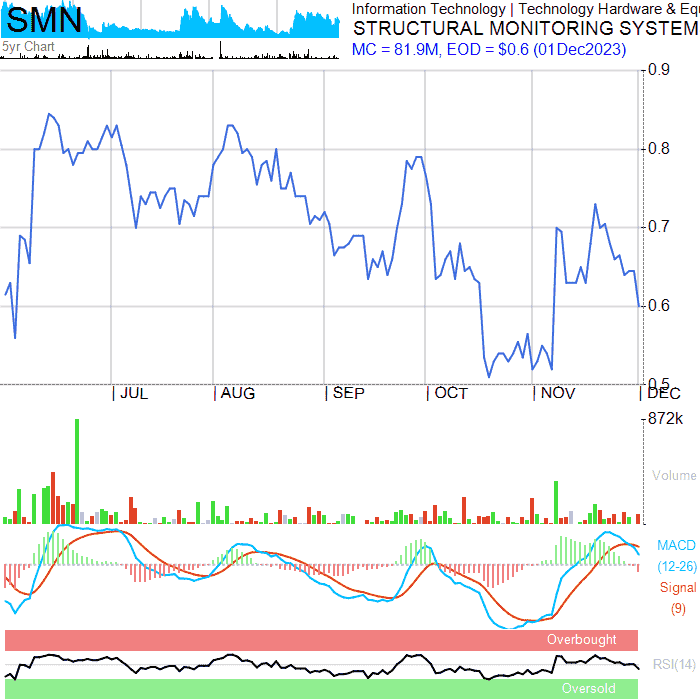 SMN
Information Technology | Technology Hardware & Equ
STRUCTURAL MONITORING SYSTEM
5yr Chart
MC = 81.9M, EOD = $0.6 (01Dec2023)
0.9
0.8
0.7
0.6
0.5
| JUL | AUG | SEP | OCT | NOV | DEC
872k
Volume
MACD
(12-26)
Signal
(9)
Overbought
RSI(14)
Oversold